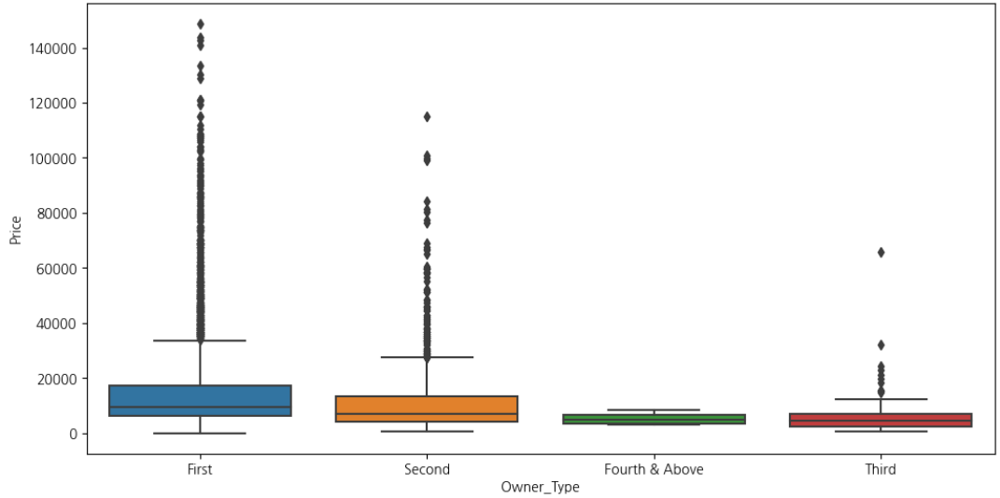 140000
120000
100000
80000
60000
40000
20000
0
Price
First
Second
Fourth & Above
Third
Owner_Type